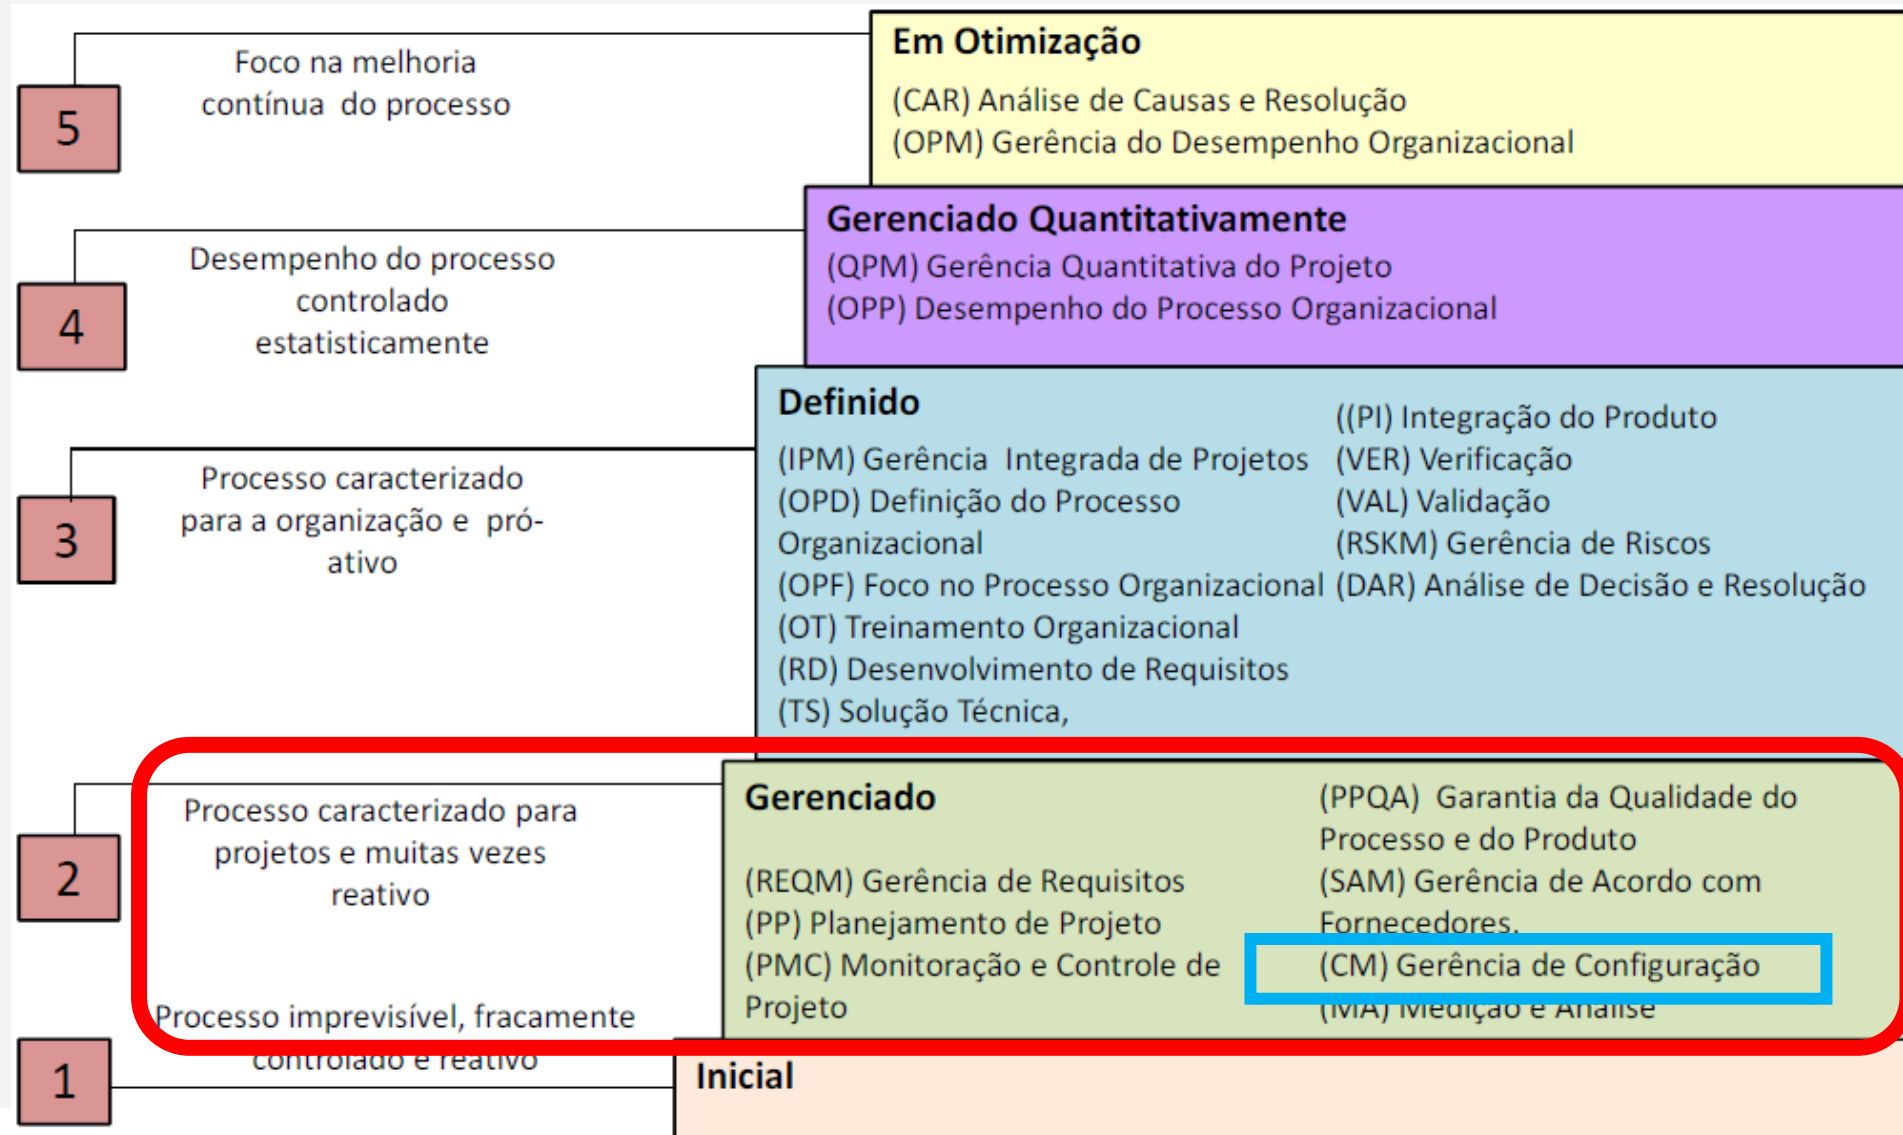 5
Foco na melhoria
contínua do processo
Em Otimização
(CAR) Análise de Causas e Resolução
(OPM) Gerência do Desempenho Organizacional
4
Desempenho do processo
controlado
estatisticamente
Gerenciado Quantitativamente
(QPM) Gerência Quantitativa do Projeto
(OPP) Desempenho do Processo Organizacional
3
Processo caracterizado
para a organização e pró-
ativo
Definido
(IPM) Gerência Integrada de Projetos
(OPD) Definição do Processo
Organizacional
(OPF) Foco no Processo Organizacional
(OT) Treinamento Organizacional
(RD) Desenvolvimento de Requisitos
(TS) Solução Técnica,
((PI) Integração do Produto
(VER) Verificação
(VAL) Validação
(RSKM) Gerência de Riscos
(DAR) Análise de Decisão e Resolução
2
Processo caracterizado para
projetos e muitas vezes
reativo
Gerenciado
(REQM) Gerência de Requisitos
(PP) Planejamento de Projeto
(PMC) Monitoração e Controle de
Projeto
(PPQA) Garantia da Qualidade do
Processo e do Produto
(SAM) Gerência de Acordo com
Fornecedores.
(CM) Gerência de Configuração
(MA) Medição e Análise
1
Processo imprevisível, fracamente
controlado e reativo
Inicial